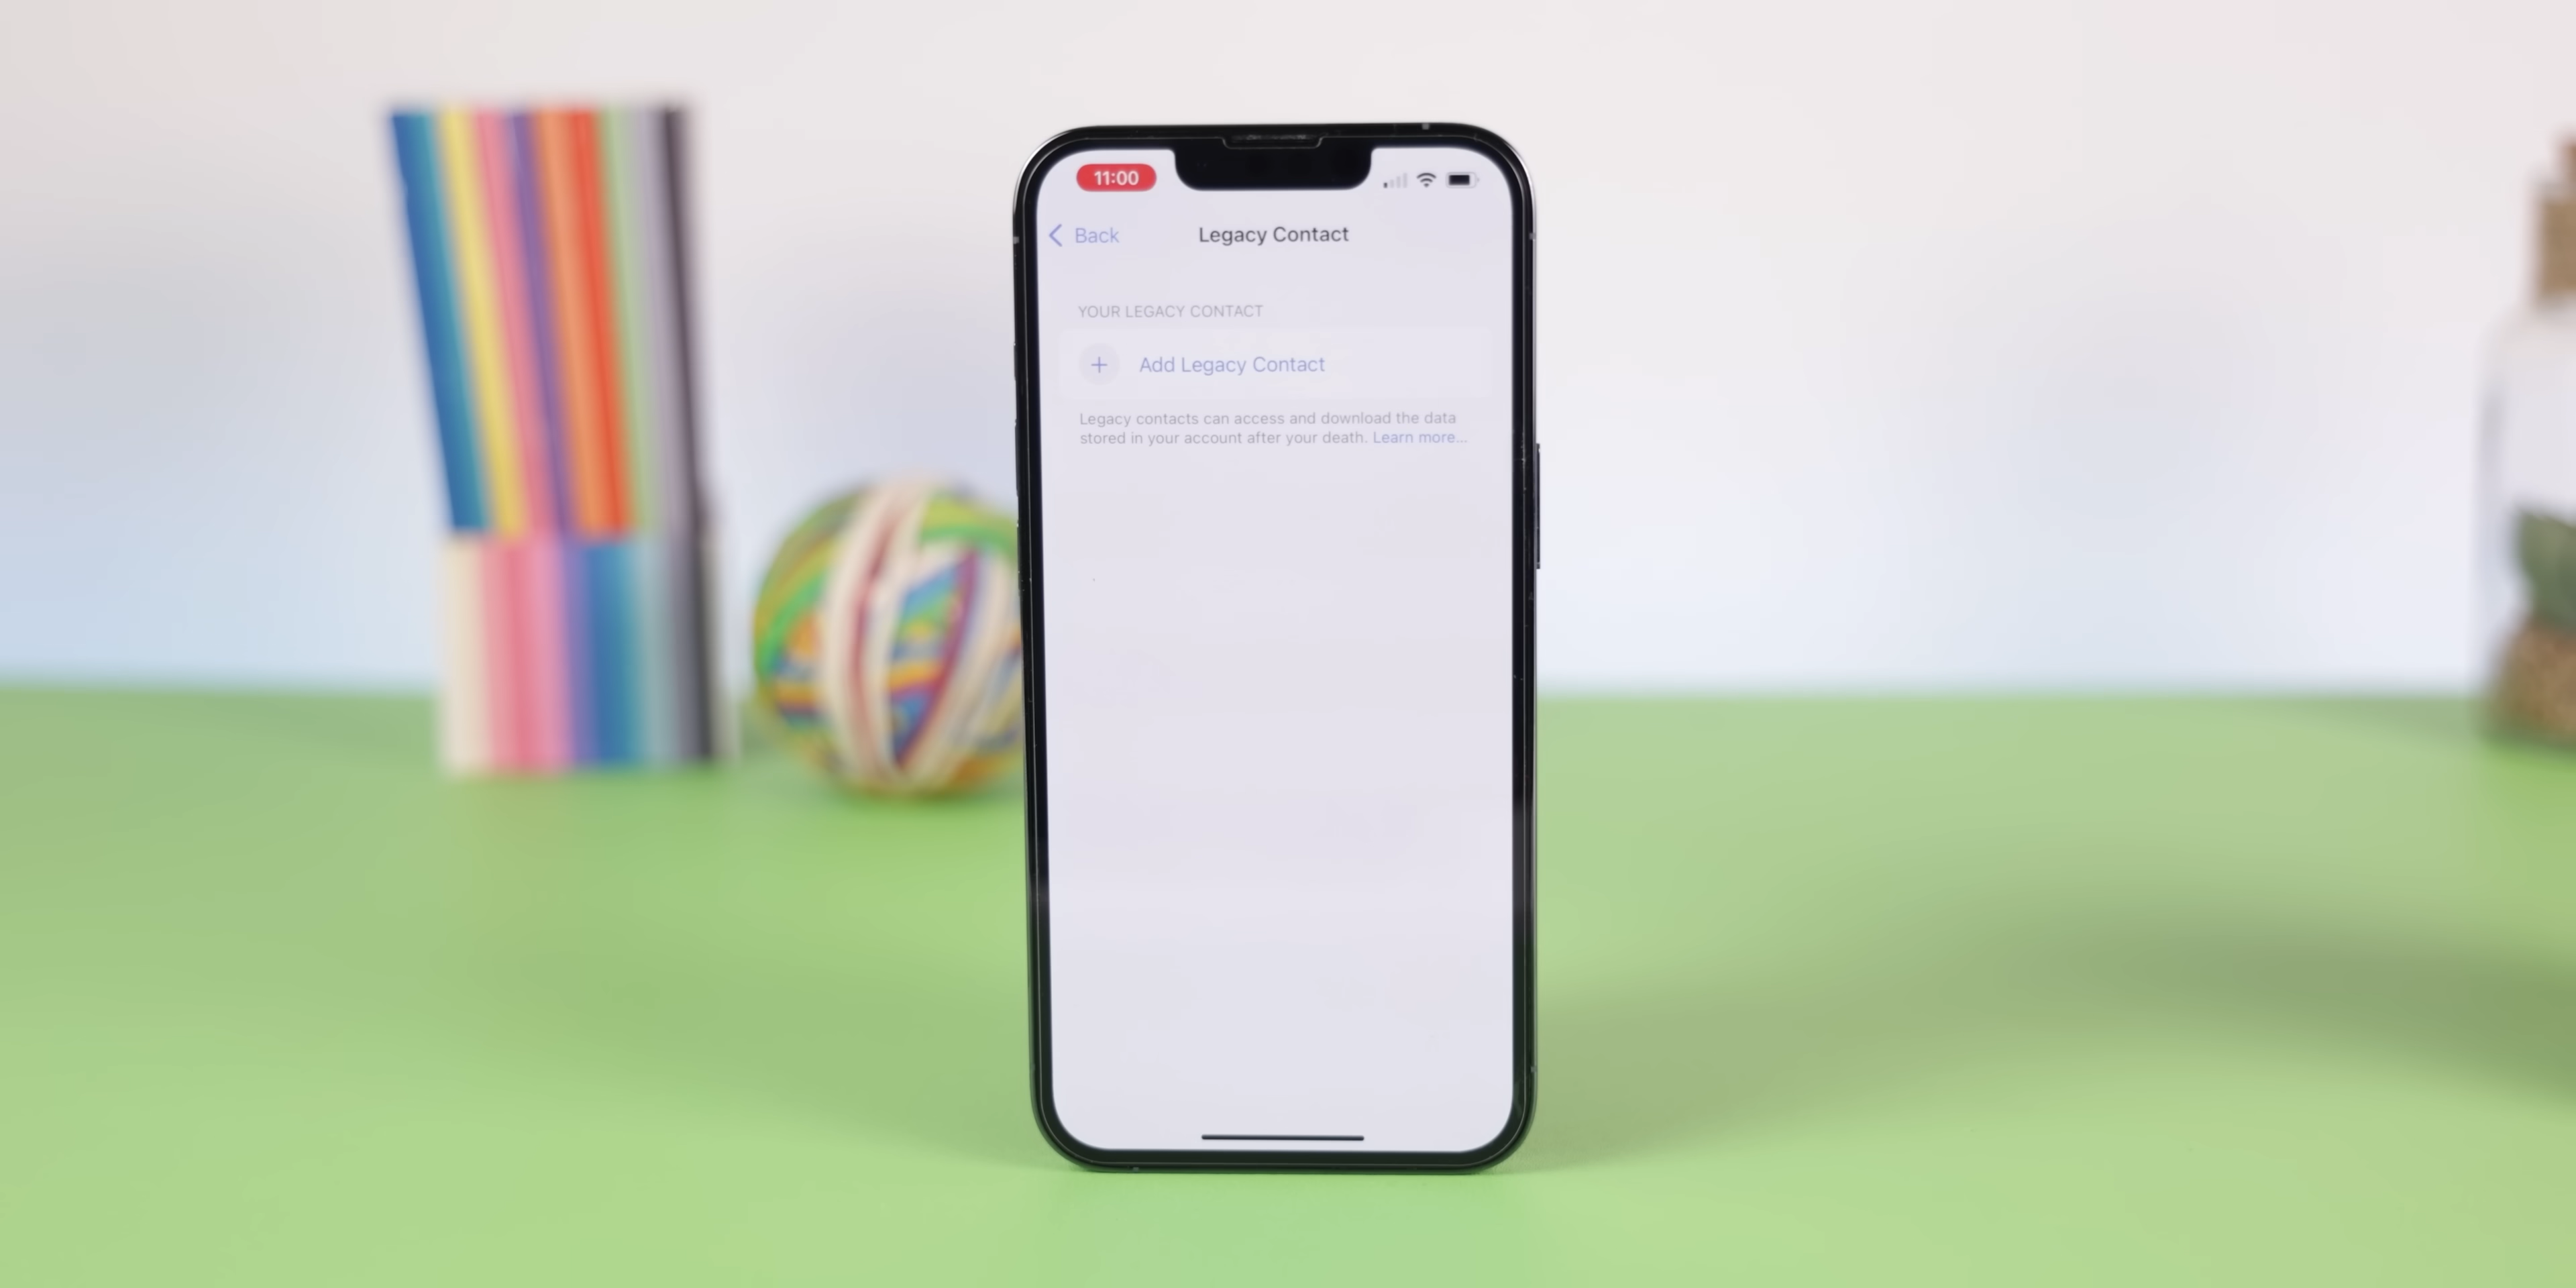 11:00
Back
Legacy Contact
YOUR LEGACY CONTACT
+ Add Legacy Contact
Legacy contacts can access and download the data
stored in your account after your death. Learn more...